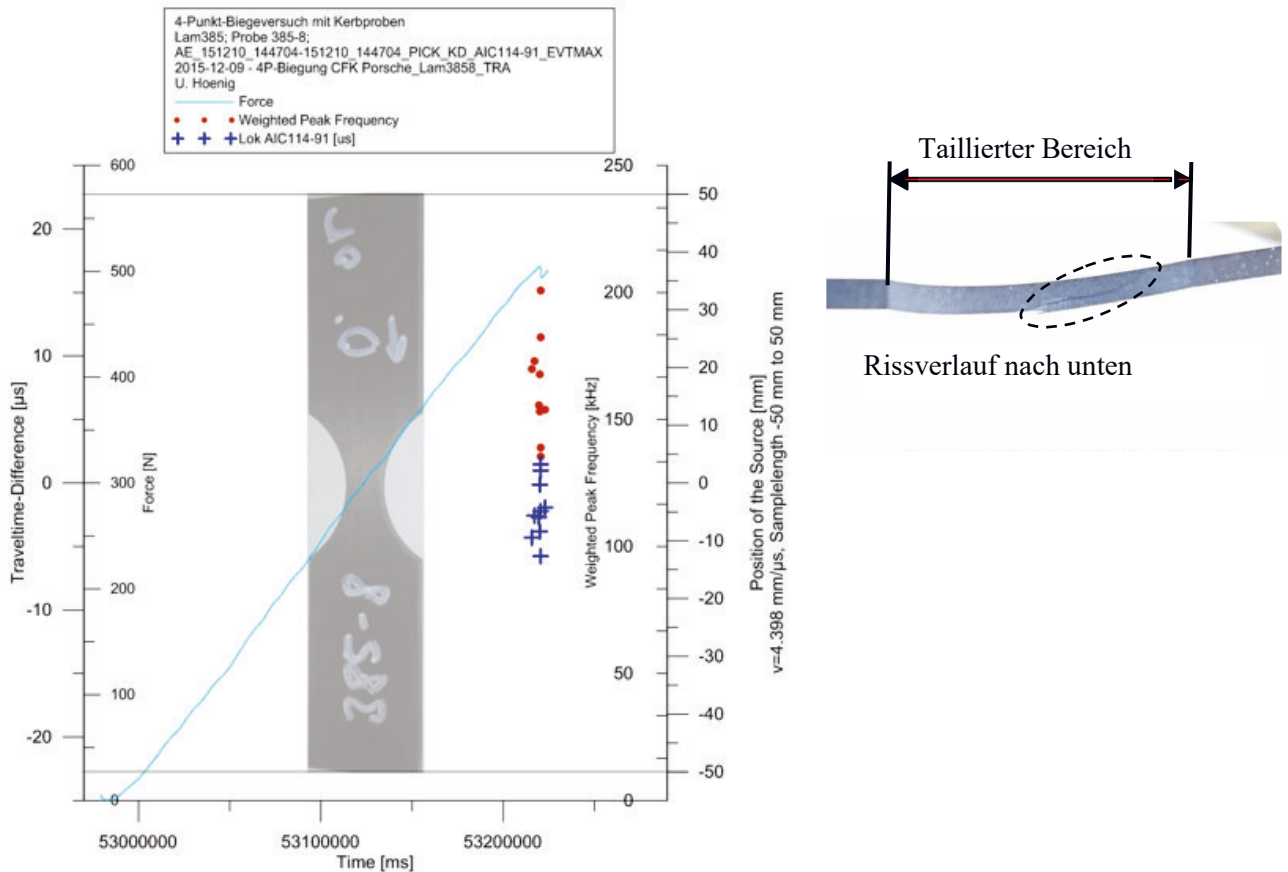 4-Punkt-Biegeversuch mit Kerbproben
Lam385; Probe 385-8;
AE_151210_144704-151210_144704_PICK_KD_AIC114-91_EVTMAX
2015-12-09 - 4P-Biegung CFK Porsche_Lam3858_TRA
U. Hoenig
Force
Weighted Peak Frequency
Lok AIC114-91 [us]
Traveltime-Difference [µs]
20
10
0
-10
-20
Force [N]
600
500
400
300
200
100
0
0°
385-8
Weighted Peak Frequency [kHz]
250
200
150
100
50
0
50
40
30
20
10
0
-10
-20
-30
-40
-50
Position of the Source [mm]
v=4.398 mm/µs, Samplelength -50 mm to 50 mm
53000000
53100000
53200000
Time [ms]
Taillierter Bereich
Rissverlauf nach unten